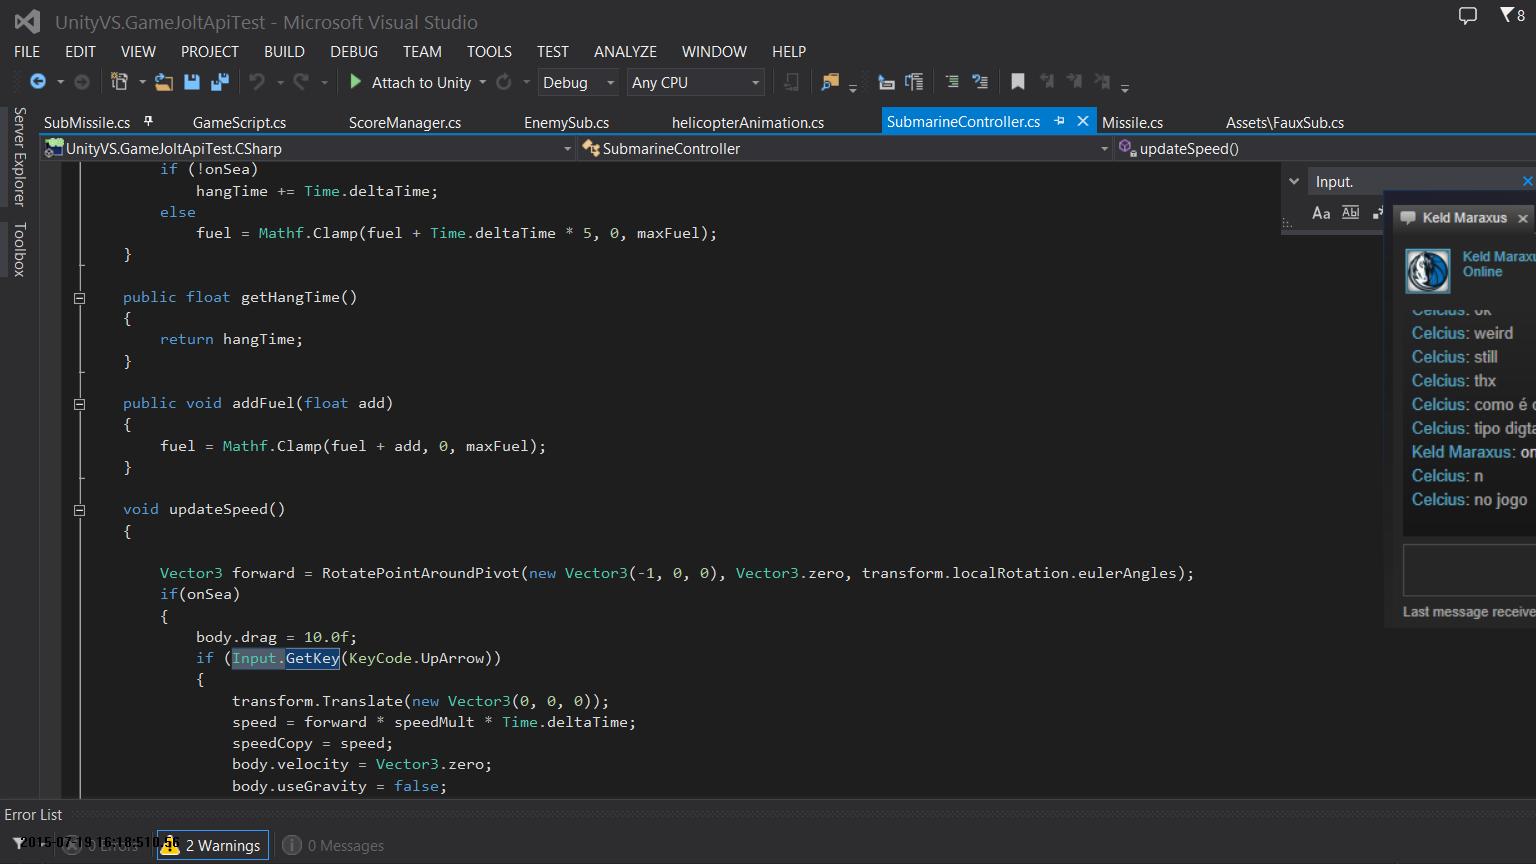 UnityVS.GameJoltApiTest - Microsoft Visual Studio
8
FILE EDIT VIEW PROJECT BUILD DEBUG TEAM TOOLS TEST ANALYZE WINDOW HELP
Attach to Unity Debug Any CPU
Server Explorer
Toolbox
SubMissile.cs GameScript.cs ScoreManager.cs EnemySub.cs helicopterAnimation.cs SubmarineController.cs Missile.cs Assets\FauxSub.cs
UnityVS.GameJoltApiTest.CSharp SubmarineController updateSpeed()
if (!onSea)
hangTime += Time.deltaTime;
else
fuel = Mathf.Clamp(fuel + Time.deltaTime * 5, 0, maxFuel);
}
public float getHangTime()
{
return hangTime;
}
public void addFuel(float add)
{
fuel = Mathf.Clamp(fuel + add, 0, maxFuel);
}
void updateSpeed()
{
Vector3 forward = RotatePointAroundPivot(new Vector3(-1, 0, 0), Vector3.zero, transform.localRotation.eulerAngles);
if(onSea)
{
body.drag = 10.0f;
if (Input.GetKey(KeyCode.UpArrow))
{
transform.Translate(new Vector3(0, 0, 0));
speed = forward * speedMult * Time.deltaTime;
speedCopy = speed;
body.velocity = Vector3.zero;
body.useGravity = false;
Input.
Aa Abl
Keld Maraxus
Keld Maraxu
Online
Celcius: ok
Celcius: weird
Celcius: still
Celcius: thx
Celcius: como é
Celcius: tipo digta
Keld Maraxus: on
Celcius: n
Celcius: no jogo
Last message receive
Error List
2015-07-19 16:18:51
0 Errors 2 Warnings 0 Messages